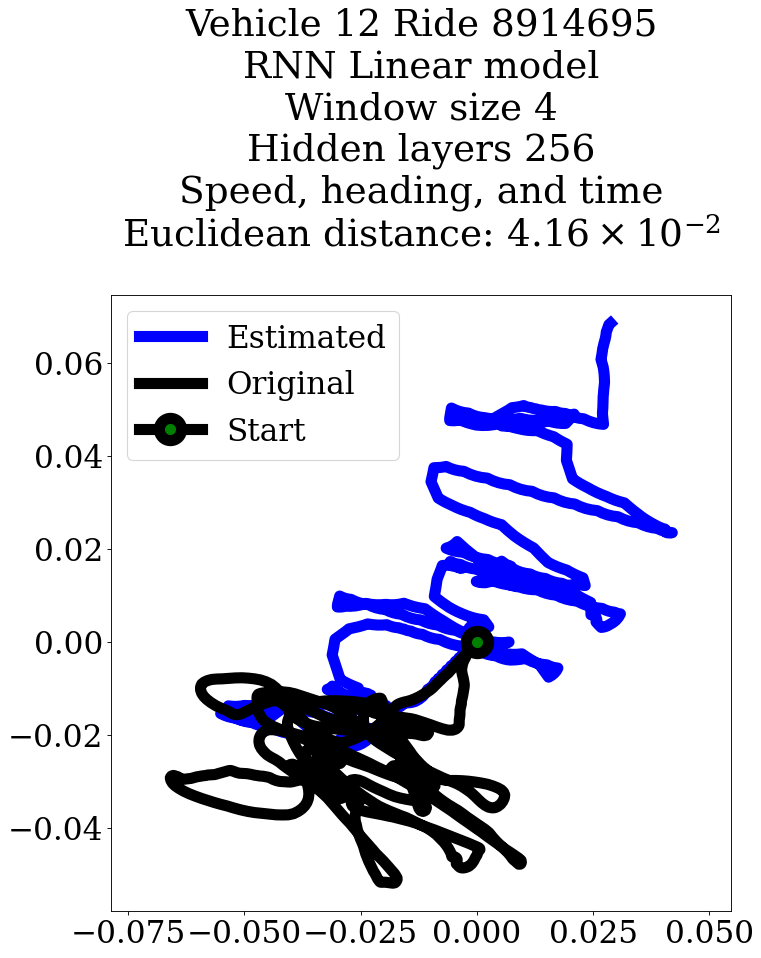 Vehicle 12 Ride 8914695
RNN Linear model
Window size 4
Hidden layers 256
Speed, heading, and time
Euclidean distance: 4.16 × 10⁻²
Estimated
Original
Start
0.06
0.04
0.02
0.00
−0.02
−0.04
−0.075
−0.050
−0.025
0.000
0.025
0.050